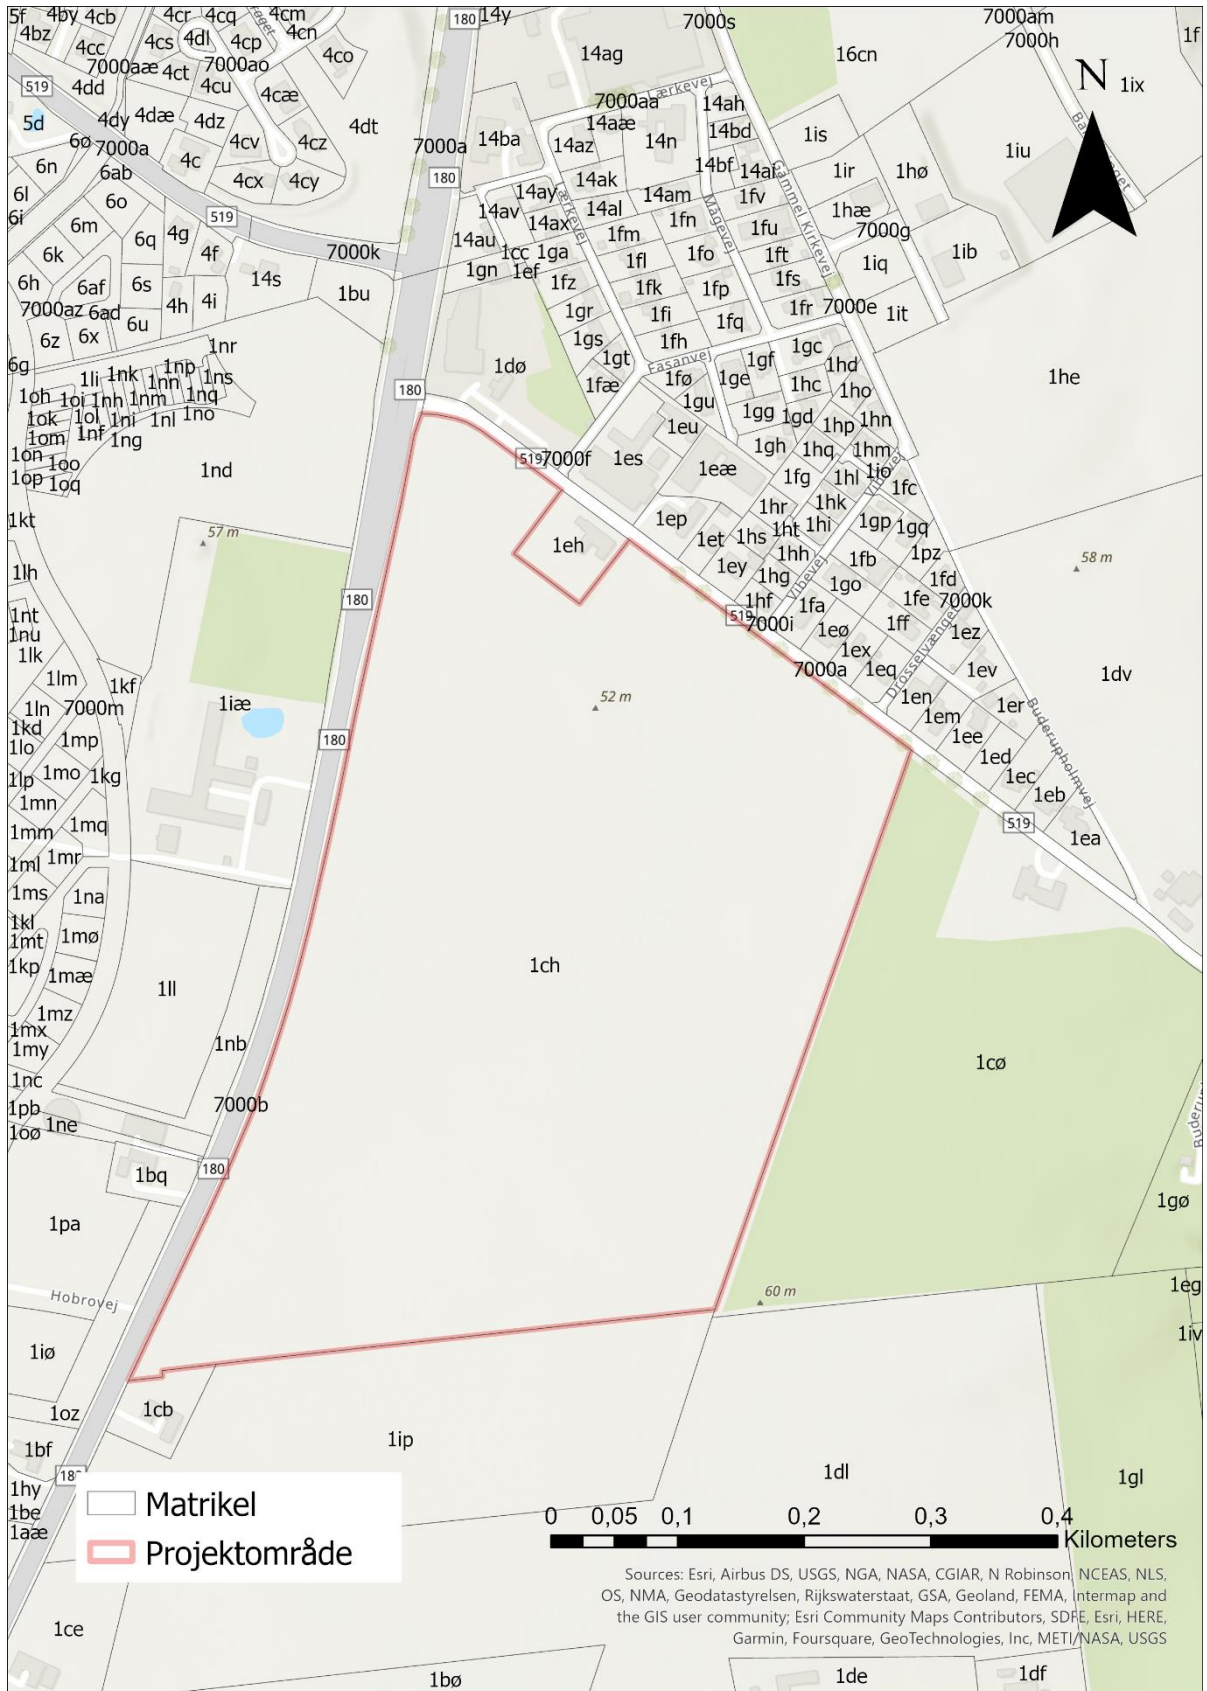 5f
4by
4cb
4cr
4cq
4cm
180
14y
7000s
7000am
4bz
4cc
4cs
4dl
4cp
4cn
4co
14ag
16cn
7000h
1f
7000aæ
4ct
7000ao
519
4dd
4cu
4cæ
Lærkevej
N
1ix
5d
4dy
4dæ
4dz
4dt
7000aa
14ah
6ø
7000a
4cv
4cz
7000a
14ba
14aæ
14az
14n
14bd
1is
6n
6ab
4c
4cx
4cy
180
14ak
14bf
14ai
1ir
1hø
1iu
6l
6o
14ay
14am
1fv
Gammel Kirkevej
6i
6m
519
14av
14ax
Lærkevej
14al
1fn
Mågevej
1fu
1hæ
7000g
6k
6q
4g
4f
7000k
14au
1cc
1ga
1fm
1fo
1ft
1iq
1ib
6h
6af
6s
14s
1bu
1gn
1ef
1fz
1fl
1fk
1fp
1fs
7000az
6ad
4h
4i
1gr
1fi
1fq
1fr
7000e
1it
6z
6x
6u
1nr
1gs
1fh
1gc
6g
1np
1dø
1gt
Fasanvej
1gf
1hd
1he
1li
1nk
1nn
1ns
180
1fæ
1fø
1ge
1hc
1ho
1oh
1oi
1nh
1nm
1nq
1gu
1gg
1gd
1hp
1hn
1ok
1ol
1ni
1nl
1no
1eu
1om
1nf
1ng
1gh
1hq
1hm
1on
1oo
1nd
519
7000f
1es
1eæ
1fg
1hl
1io
Vibevej
1op
1oq
1fc
1kt
57 m
1ep
1hr
1hk
1gp
1gq
1eh
1et
1hs
1ht
1hi
1pz
58 m
1lh
1ey
1hh
1fb
1fd
180
1hg
Vibevej
1go
1fe
7000k
1nt
1hf
1fa
1nu
519
7000i
1eø
1ff
1ez
1lk
1ex
Drosselvænget
1lm
1kf
7000a
1eq
1ev
1dv
1ln
7000m
1iæ
52 m
1en
1er
1kd
1em
Buderupholmvej
1lo
1mp
180
1ee
1lp
1mo
1kg
1ed
1mn
1ec
1eb
1mm
1mq
519
1ea
1ml
1mr
1ms
1na
1kl
1mt
1mø
1kp
1mæ
1ll
1ch
1mz
1mx
1my
1nb
1cø
1nc
7000b
1pb
1ne
1oø
180
1bq
1gø
1pa
1eg
Hobrovej
60 m
1iv
1iø
1oz
1cb
1ip
1bf
1dl
1gl
1hy
1be
1aæ
Matrikel
Projektområde
0 0,05 0,1 0,2 0,3 0,4
Kilometers
Sources: Esri, Airbus DS, USGS, NGA, NASA, CGIAR, N Robinson, NCEAS, NLS,
OS, NMA, Geodatastyrelsen, Rijkswaterstaat, GSA, Geoland, FEMA, Intermap and
the GIS user community; Esri Community Maps Contributors, SDFE, Esri, HERE,
Garmin, Foursquare, GeoTechnologies, Inc, METI/NASA, USGS
1ce
1bø
1de
1df